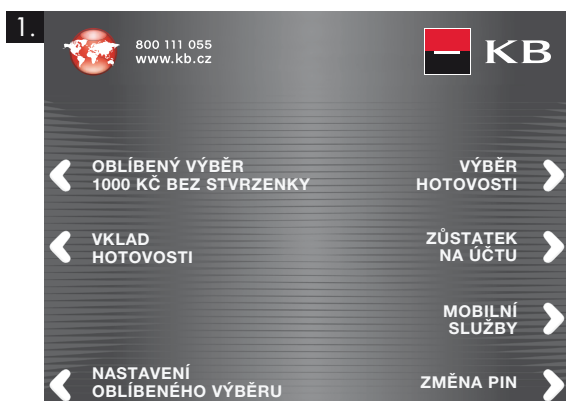 1.
800 111 055
www.kb.cz
KB
OBLÍBENÝ VÝBĚR
1000 KČ BEZ STVRZENKY
VÝBĚR
HOTOVOSTI
VKLAD
HOTOVOSTI
ZŮSTATEK
NA ÚČTU
MOBILNÍ
SLUŽBY
NASTAVENÍ
OBLÍBENÉHO VÝBĚRU
ZMĚNA PIN